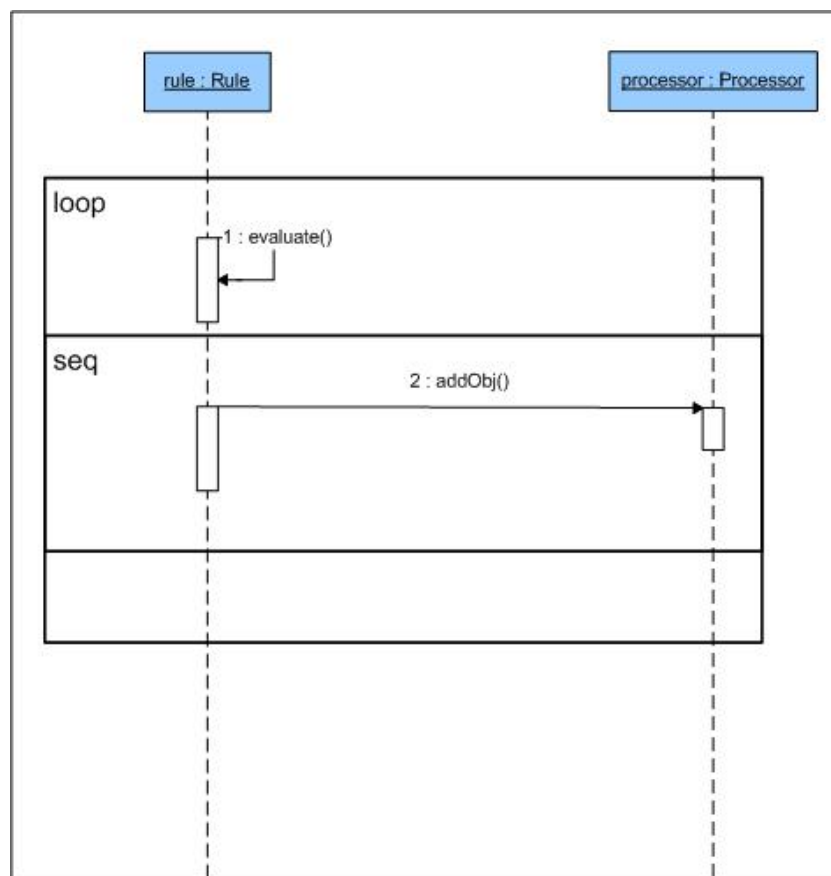 rule : Rule
processor : Processor
loop
1 : evaluate()
seq
2 : addObj()